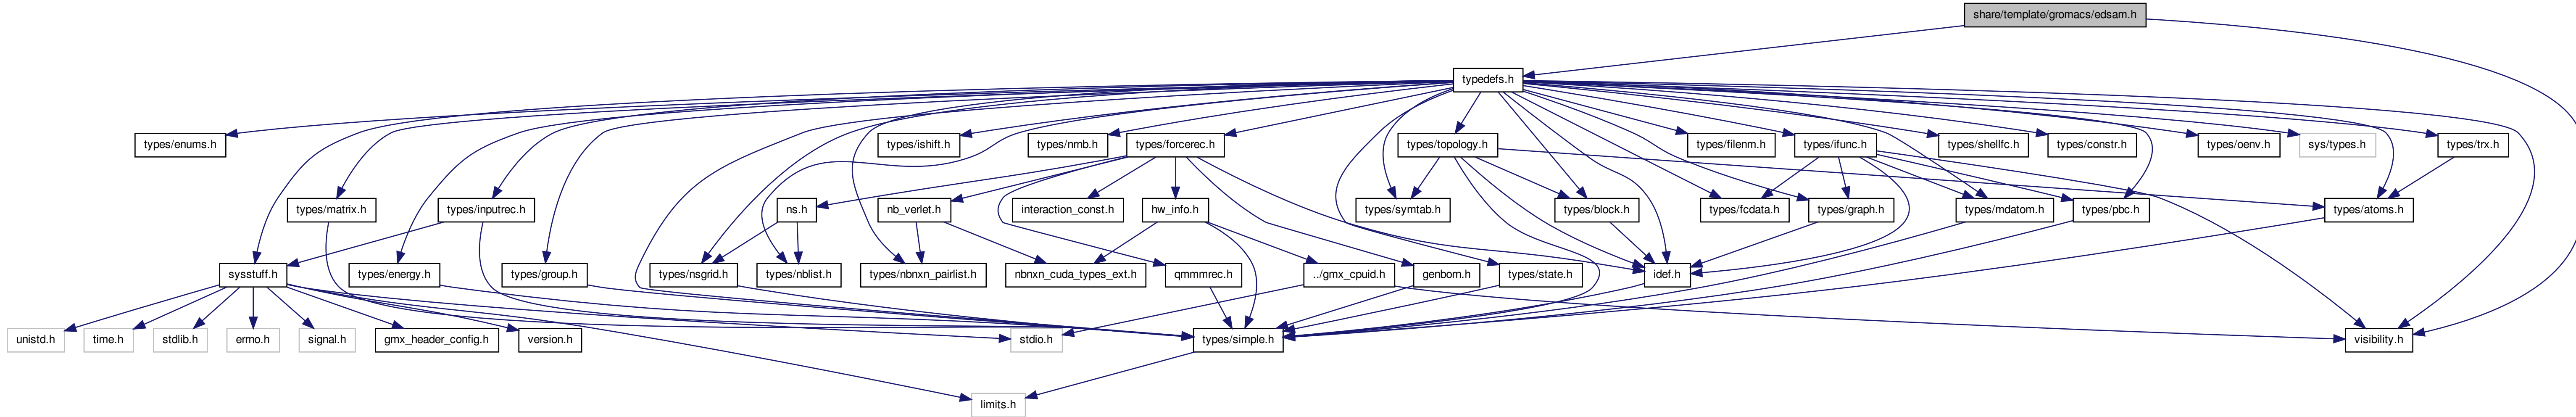 share/template/gromacs/edsam.h
typedefs.h
types/enums.h
types/ishift.h
types/nrnb.h
types/forcerec.h
types/topology.h
types/filenm.h
types/ifunc.h
types/shellfc.h
types/constr.h
types/oenv.h
sys/types.h
types/trx.h
types/matrix.h
types/inputrec.h
ns.h
nb_verlet.h
interaction_const.h
hw_info.h
types/symtab.h
types/block.h
types/fcdata.h
types/graph.h
types/mdatom.h
types/pbc.h
types/atoms.h
sysstuff.h
types/energy.h
types/group.h
types/nsgrid.h
types/nblist.h
types/nbnxn_pairlist.h
nbnxn_cuda_types_ext.h
qmmmrec.h
../gmx_cpuid.h
genborn.h
types/state.h
idef.h
unistd.h
time.h
stdlib.h
errno.h
signal.h
gmx_header_config.h
version.h
stdio.h
types/simple.h
visibility.h
limits.h